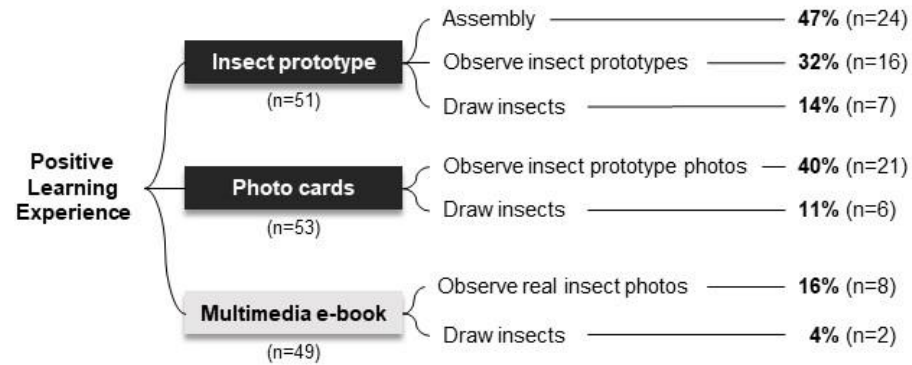 Positive
Learning
Experience
Insect prototype
(n=51)
Assembly 47% (n=24)
Observe insect prototypes 32% (n=16)
Draw insects 14% (n=7)
Photo cards
(n=53)
Observe insect prototype photos 40% (n=21)
Draw insects 11% (n=6)
Multimedia e-book
(n=49)
Observe real insect photos 16% (n=8)
Draw insects 4% (n=2)